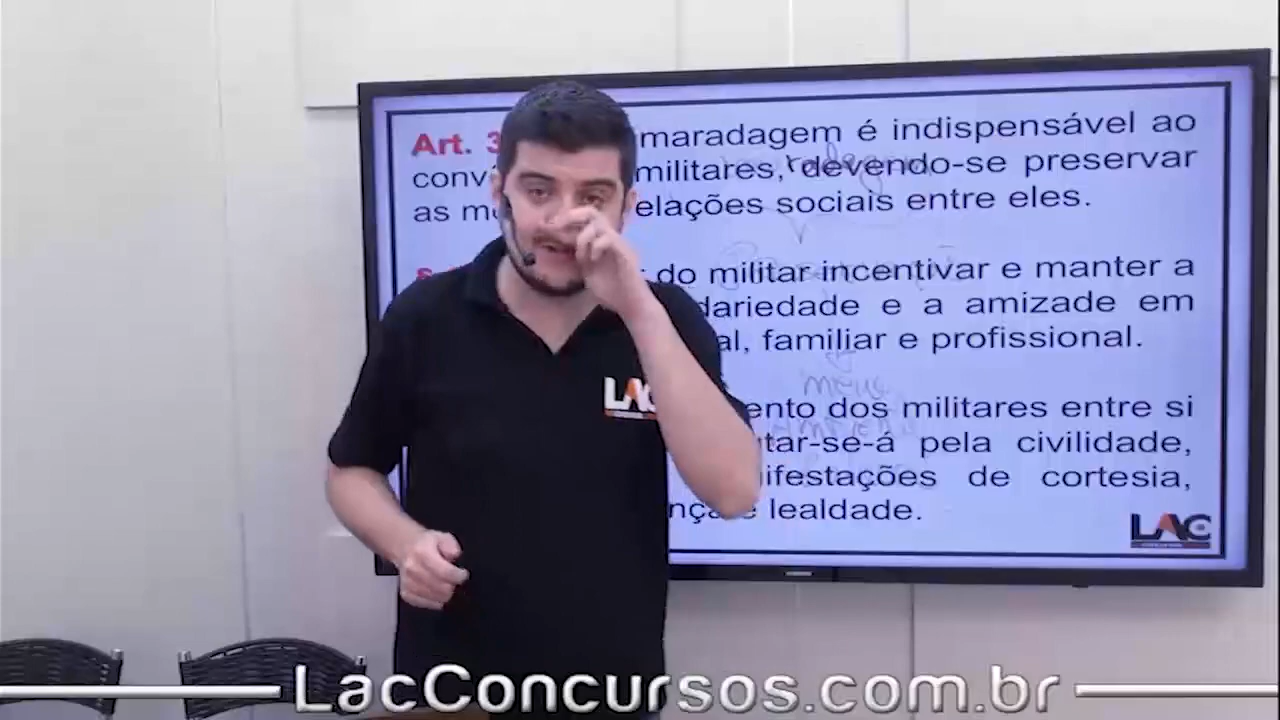 Art. 3 maradagem é indispensável ao
conv militares, devendo-se preservar
as m elações sociais entre eles.
do militar incentivar e manter a
dariedade e a amizade em
al, familiar e profissional.
ento dos militares entre si
tar-se-á pela civilidade,
ifestações de cortesia,
nça e lealdade.
LAC
LAC
LacConcursos.com.br